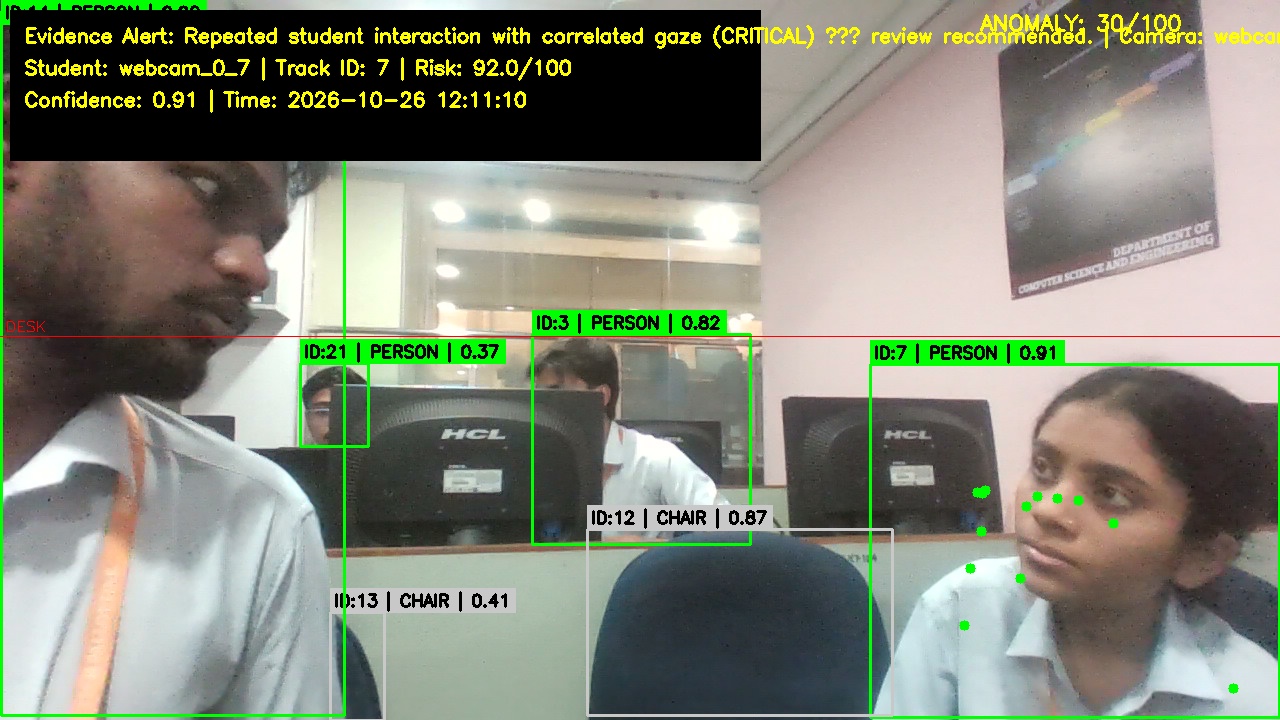 Evidence Alert: Repeated student interaction with correlated gaze (CRITICAL) ??? review recommended. | Camera: webcam
ANOMALY: 30/100
Student: webcam_0_7 | Track ID: 7 | Risk: 92.0/100
Confidence: 0.91 | Time: 2026-10-26 12:11:10
DEPARTMENT OF
COMPUTER SCIENCE AND ENGINEERING
DESK
ID:3 | PERSON | 0.82
ID:21 | PERSON | 0.37
ID:7 | PERSON | 0.91
HCL
HCL
ID:12 | CHAIR | 0.87
ID:13 | CHAIR | 0.41